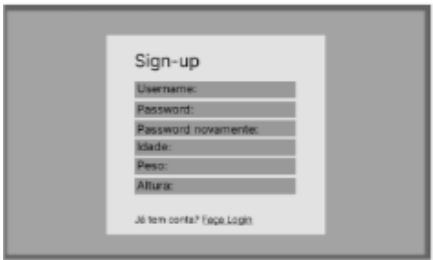 Sign-up
Username:
Password:
Password novamente:
Idade:
Peso:
Altura:
Já tem conta? Faça Login